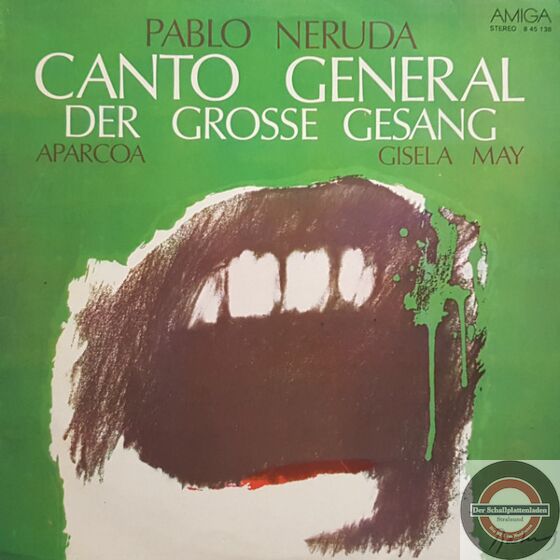 AMIGA
STEREO 8 45 138
PABLO NERUDA
CANTO GENERAL
DER GROSSE GESANG
APARCOA GISELA MAY
Der Schallplattenladen
Stralsund